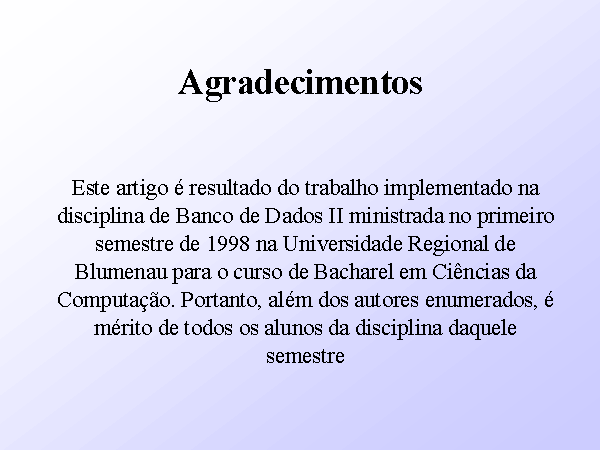 Agradecimentos
Este artigo é resultado do trabalho implementado na
disciplina de Banco de Dados II ministrada no primeiro
semestre de 1998 na Universidade Regional de
Blumenau para o curso de Bacharel em Ciências da
Computação. Portanto, além dos autores enumerados, é
mérito de todos os alunos da disciplina daquele
semestre